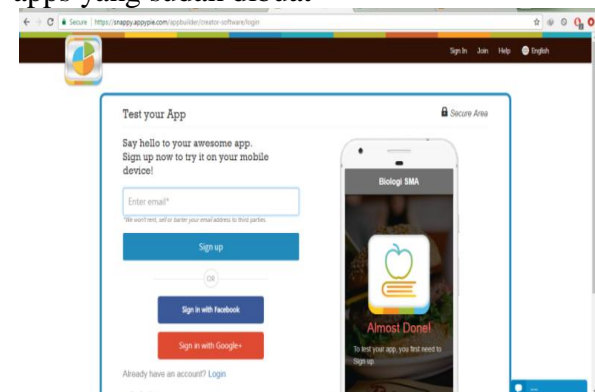 apps yang sudah dibuat
Secure | https://snappy.appypie.com/appbuilder/creator-software/login
Sign In Join Help English
Test your App
Secure Area
Say hello to your awesome app.
Sign up now to try it on your mobile
device!
Enter email*
We won't rent, sell or barter your email address to third parties.
Sign up
OR
Sign in with Facebook
Sign in with Google+
Already have an account? Login
Biologi SMA
Almost Done!
To test your app, you first need to
Sign up.